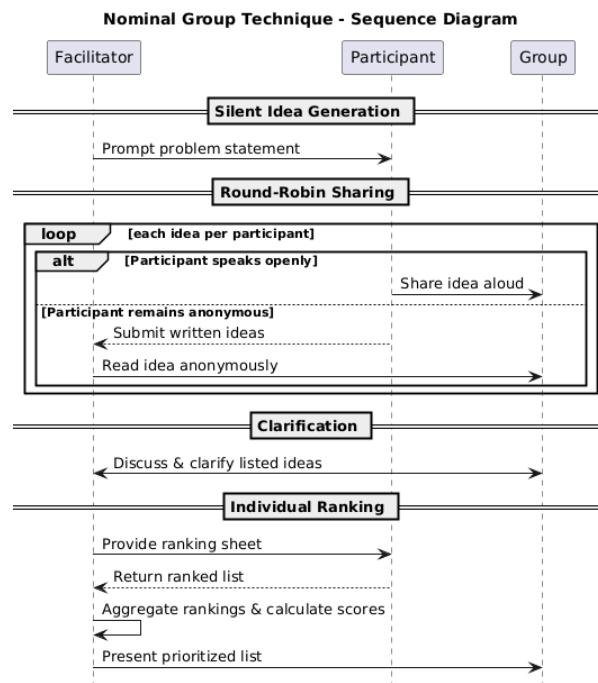 Nominal Group Technique - Sequence Diagram
Facilitator
Participant
Group
Silent Idea Generation
Prompt problem statement
Round-Robin Sharing
loop [each idea per participant]
alt [Participant speaks openly]
Share idea aloud
[Participant remains anonymous]
Submit written ideas
Read idea anonymously
Clarification
Discuss & clarify listed ideas
Individual Ranking
Provide ranking sheet
Return ranked list
Aggregate rankings & calculate scores
Present prioritized list